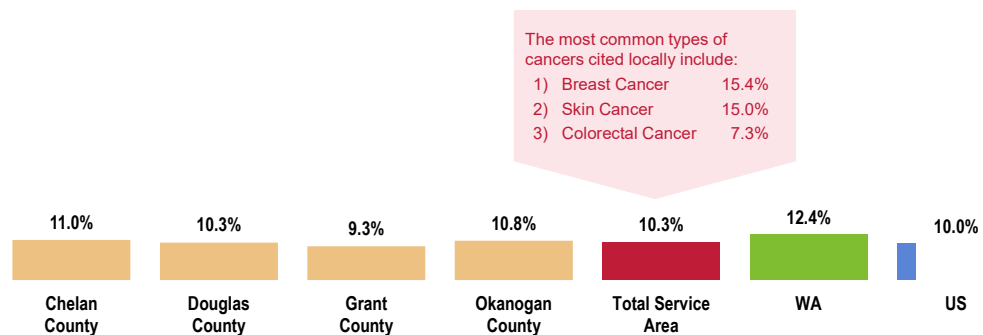 The most common types of
cancers cited locally include:
1) Breast Cancer 15.4%
2) Skin Cancer 15.0%
3) Colorectal Cancer 7.3%
11.0%
10.3%
9.3%
10.8%
10.3%
12.4%
10.0%
Chelan
County
Douglas
County
Grant
County
Okanogan
County
Total Service
Area
WA
US